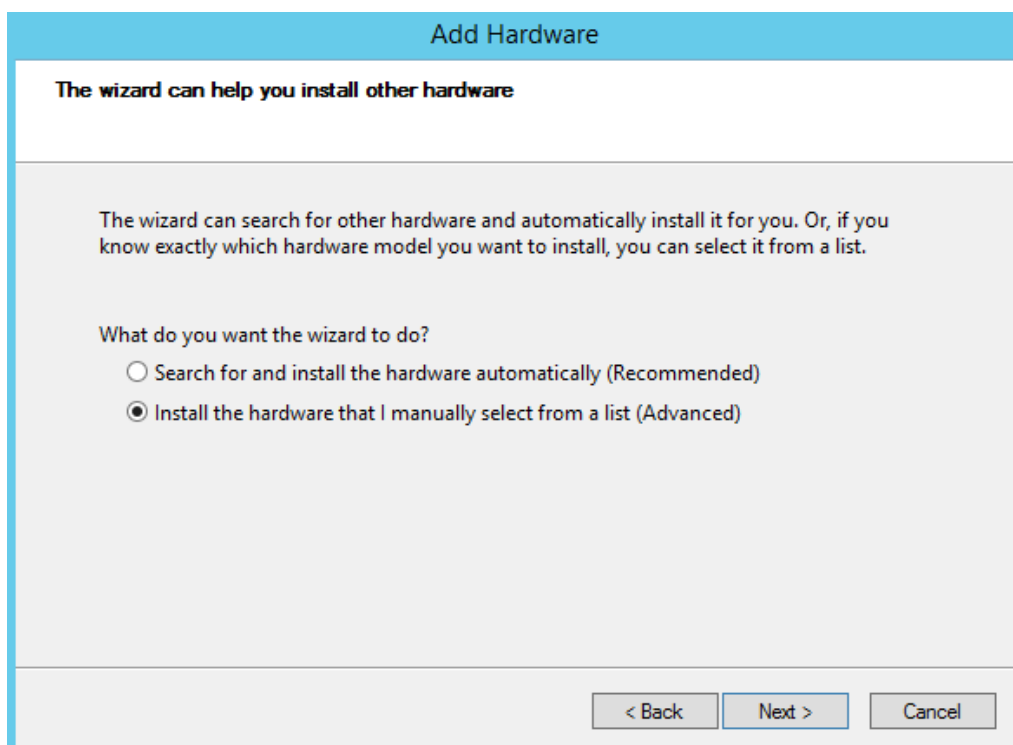 Add Hardware
The wizard can help you install other hardware
The wizard can search for other hardware and automatically install it for you. Or, if you
know exactly which hardware model you want to install, you can select it from a list.
What do you want the wizard to do?
Search for and install the hardware automatically (Recommended)
Install the hardware that I manually select from a list (Advanced)
< Back Next > Cancel